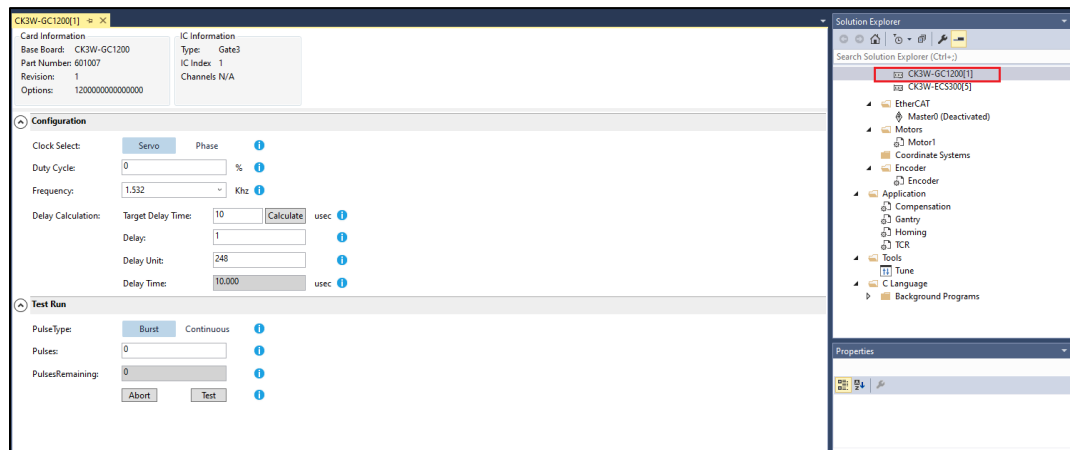 CK3W-GC1200[1]
Card Information
Base Board: CK3W-GC1200
Part Number: 601007
Revision: 1
Options: 1200000000000000
IC Information
Type: Gate3
IC Index 1
Channels N/A
Configuration
Clock Select: Servo Phase
Duty Cycle: 0 %
Frequency: 1.532 Khz
Delay Calculation: Target Delay Time: 10 Calculate usec
Delay: 1
Delay Unit: 248
Delay Time: 10.000 usec
Test Run
PulseType: Burst Continuous
Pulses: 0
PulsesRemaining: 0
Abort Test
Solution Explorer
Search Solution Explorer (Ctrl+;)
CK3W-GC1200[1]
CK3W-ECS300[5]
EtherCAT
Master0 (Deactivated)
Motors
Motor1
Coordinate Systems
Encoder
Encoder
Application
Compensation
Gantry
Homing
TCR
Tools
Tune
C Language
Background Programs
Properties